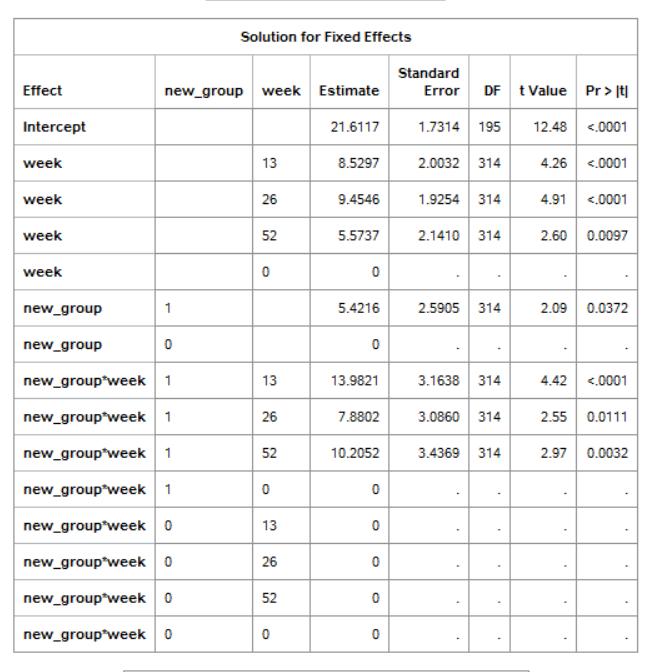 Solution for Fixed Effects
Effect new_group week Estimate Standard Error DF t Value Pr > |t|
Intercept 21.6117 1.7314 195 12.48 <.0001
week 13 8.5297 2.0032 314 4.26 <.0001
week 26 9.4546 1.9254 314 4.91 <.0001
week 52 5.5737 2.1410 314 2.60 0.0097
week 0 0 . . . .
new_group 1 5.4216 2.5905 314 2.09 0.0372
new_group 0 0 . . . .
new_group*week 1 13 13.9821 3.1638 314 4.42 <.0001
new_group*week 1 26 7.8802 3.0860 314 2.55 0.0111
new_group*week 1 52 10.2052 3.4369 314 2.97 0.0032
new_group*week 1 0 0 . . . .
new_group*week 0 13 0 . . . .
new_group*week 0 26 0 . . . .
new_group*week 0 52 0 . . . .
new_group*week 0 0 0 . . . .